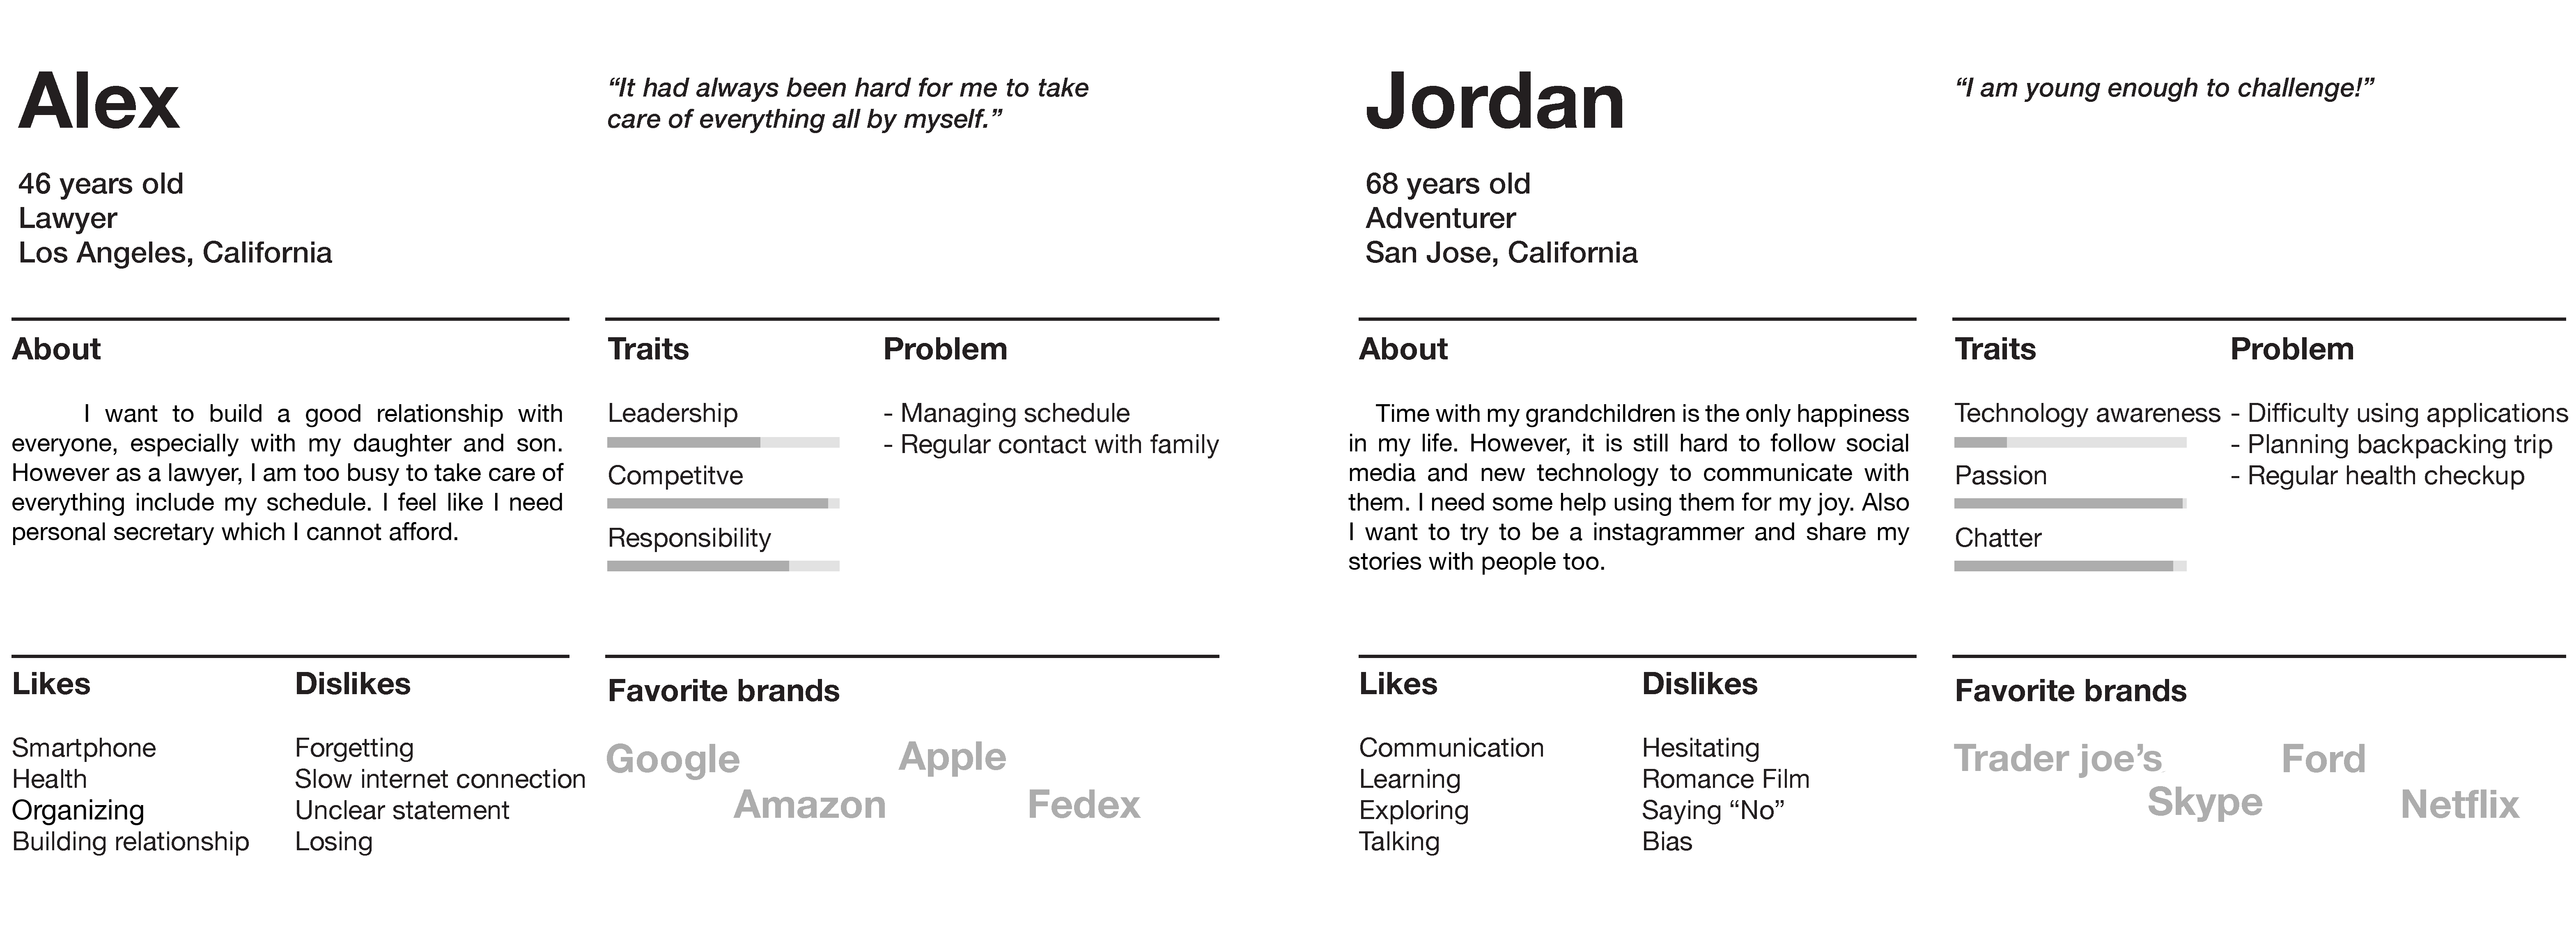 Alex
46 years old
Lawyer
Los Angeles, California
“It had always been hard for me to take
care of everything all by myself.”
About
I want to build a good relationship with
everyone, especially with my daughter and son.
However as a lawyer, I am too busy to take care of
everything include my schedule. I feel like I need
personal secretary which I cannot afford.
Traits
Leadership
Competitve
Responsibility
Problem
- Managing schedule
- Regular contact with family
Likes
Smartphone
Health
Organizing
Building relationship
Dislikes
Forgetting
Slow internet connection
Unclear statement
Losing
Favorite brands
Google
Apple
Amazon
Fedex
Jordan
68 years old
Adventurer
San Jose, California
“I am young enough to challenge!”
About
Time with my grandchildren is the only happiness
in my life. However, it is still hard to follow social
media and new technology to communicate with
them. I need some help using them for my joy. Also
I want to try to be a instagrammer and share my
stories with people too.
Traits
Technology awareness
Passion
Chatter
Problem
- Difficulty using applications
- Planning backpacking trip
- Regular health checkup
Likes
Communication
Learning
Exploring
Talking
Dislikes
Hesitating
Romance Film
Saying “No”
Bias
Favorite brands
Trader joe’s
Ford
Skype
Netflix